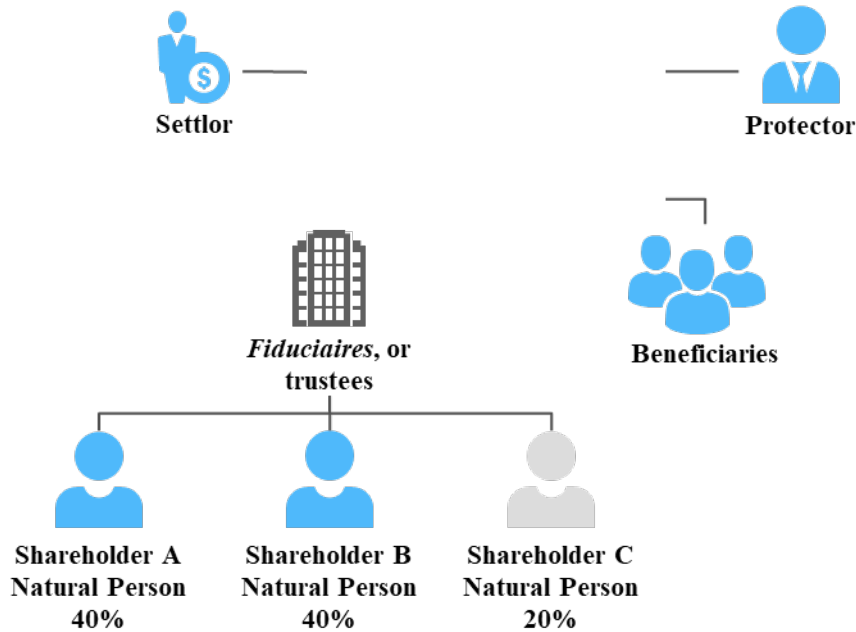 $
Settlor
Protector
Fiduciaires, or
trustees
Beneficiaries
Shareholder A
Natural Person
40%
Shareholder B
Natural Person
40%
Shareholder C
Natural Person
20%